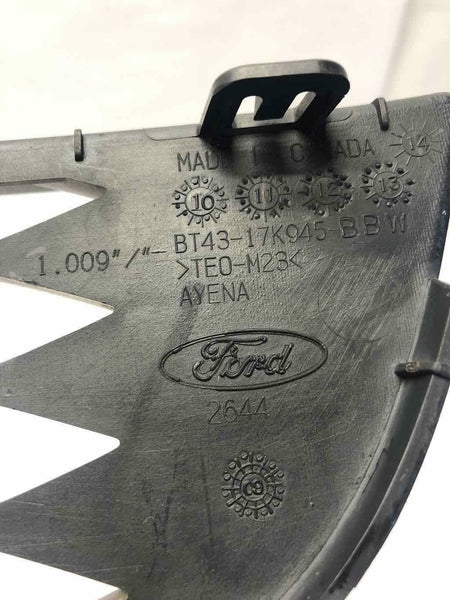 MADE IN CANADA
10 11 12 13 14
1.009"/"- BT43-17K945-BBW
>TEO-M23<
AYENA
Ford
2644
09